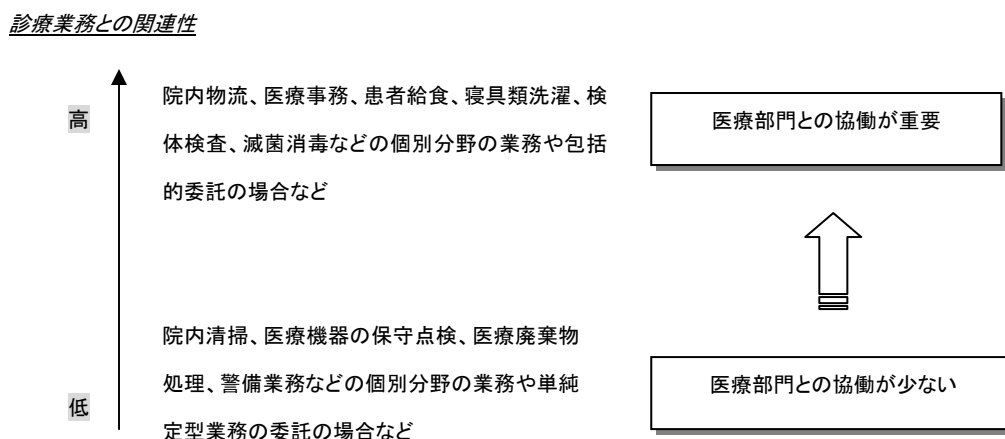 診療業務との関連性
高
院内物流、医療事務、患者給食、寝具類洗濯、検
体検査、滅菌消毒などの個別分野の業務や包括
的委託の場合など
医療部門との協働が重要
院内清掃、医療機器の保守点検、医療廃棄物
処理、警備業務などの個別分野の業務や単純
定型業務の委託の場合など
低
医療部門との協働が少ない